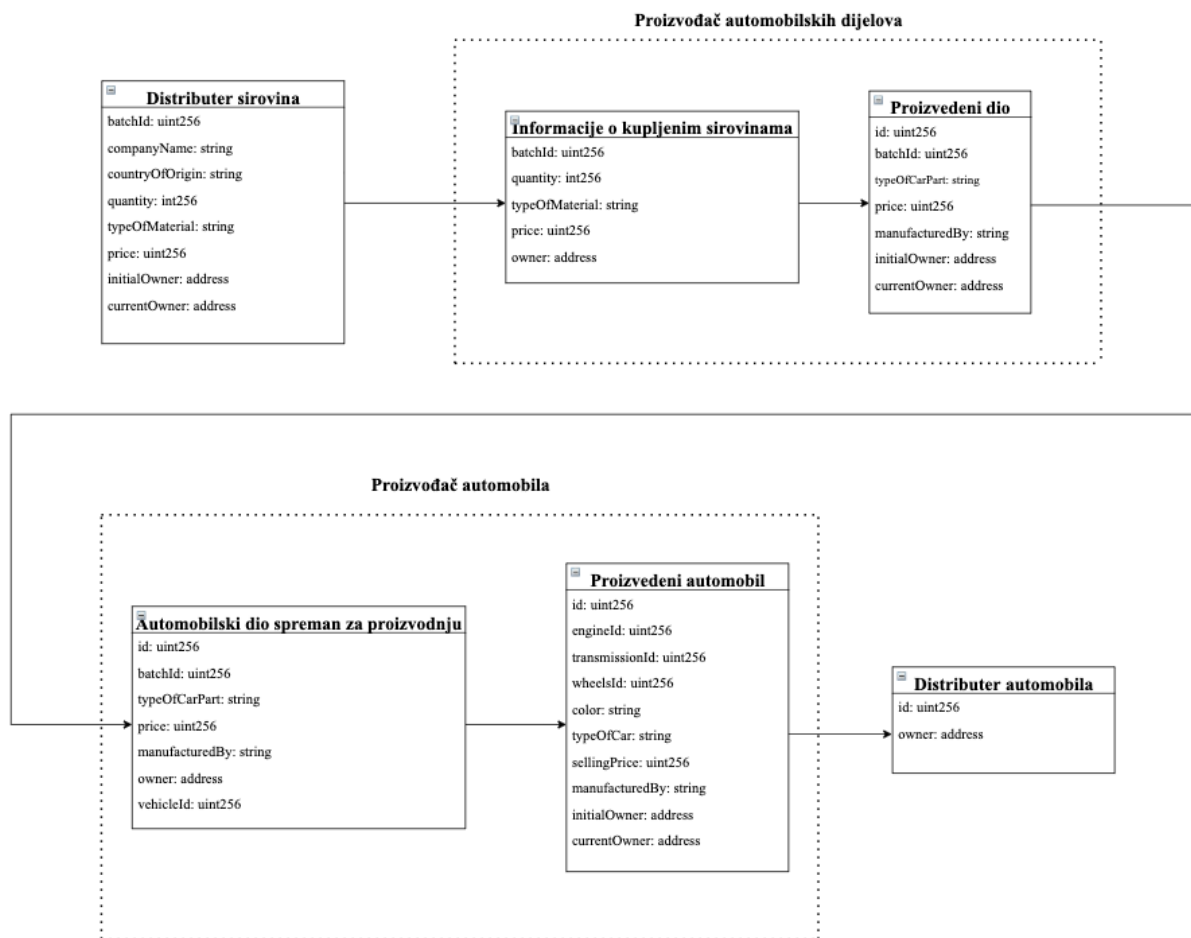 Proizvođač automobilskih dijelova
Distributer sirovina
batchId: uint256
companyName: string
countryOfOrigin: string
quantity: int256
typeOfMaterial: string
price: uint256
initialOwner: address
currentOwner: address
Informacije o kupljenim sirovinama
batchId: uint256
quantity: int256
typeOfMaterial: string
price: uint256
owner: address
Proizvedeni dio
id: uint256
batchId: uint256
typeOfCarPart: string
price: uint256
manufacturedBy: string
initialOwner: address
currentOwner: address
Proizvođač automobila
Automobilski dio spreman za proizvodnju
id: uint256
batchId: uint256
typeOfCarPart: string
price: uint256
manufacturedBy: string
owner: address
vehicleId: uint256
Proizvedeni automobil
id: uint256
engineId: uint256
transmissionId: uint256
wheelsId: uint256
color: string
typeOfCar: string
sellingPrice: uint256
manufacturedBy: string
initialOwner: address
currentOwner: address
Distributer automobila
id: uint256
owner: address